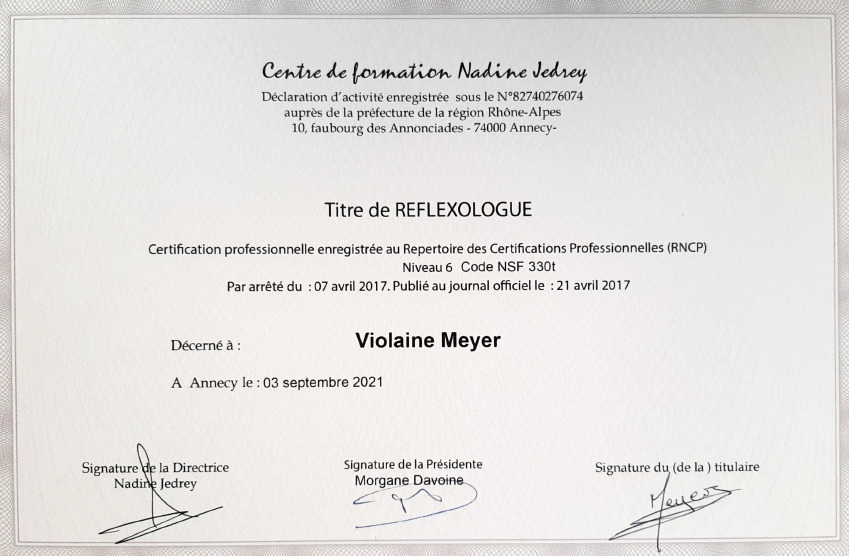 Centre de formation Nadine Jedrey
Déclaration d'activité enregistrée sous le N°82740276074
auprès de la préfecture de la région Rhône-Alpes
10, faubourg des Annonciades - 74000 Annecy-
Titre de REFLEXOLOGUE
Certification professionnelle enregistrée au Repertoire des Certifications Professionnelles (RNCP)
Niveau 6 Code NSF 330t
Par arrêté du : 07 avril 2017. Publié au journal officiel le : 21 avril 2017
Décerné à : Violaine Meyer
A Annecy le : 03 septembre 2021
Signature de la Directrice
Nadine Jedrey
Signature de la Présidente
Morgane Davoine
Signature du (de la ) titulaire